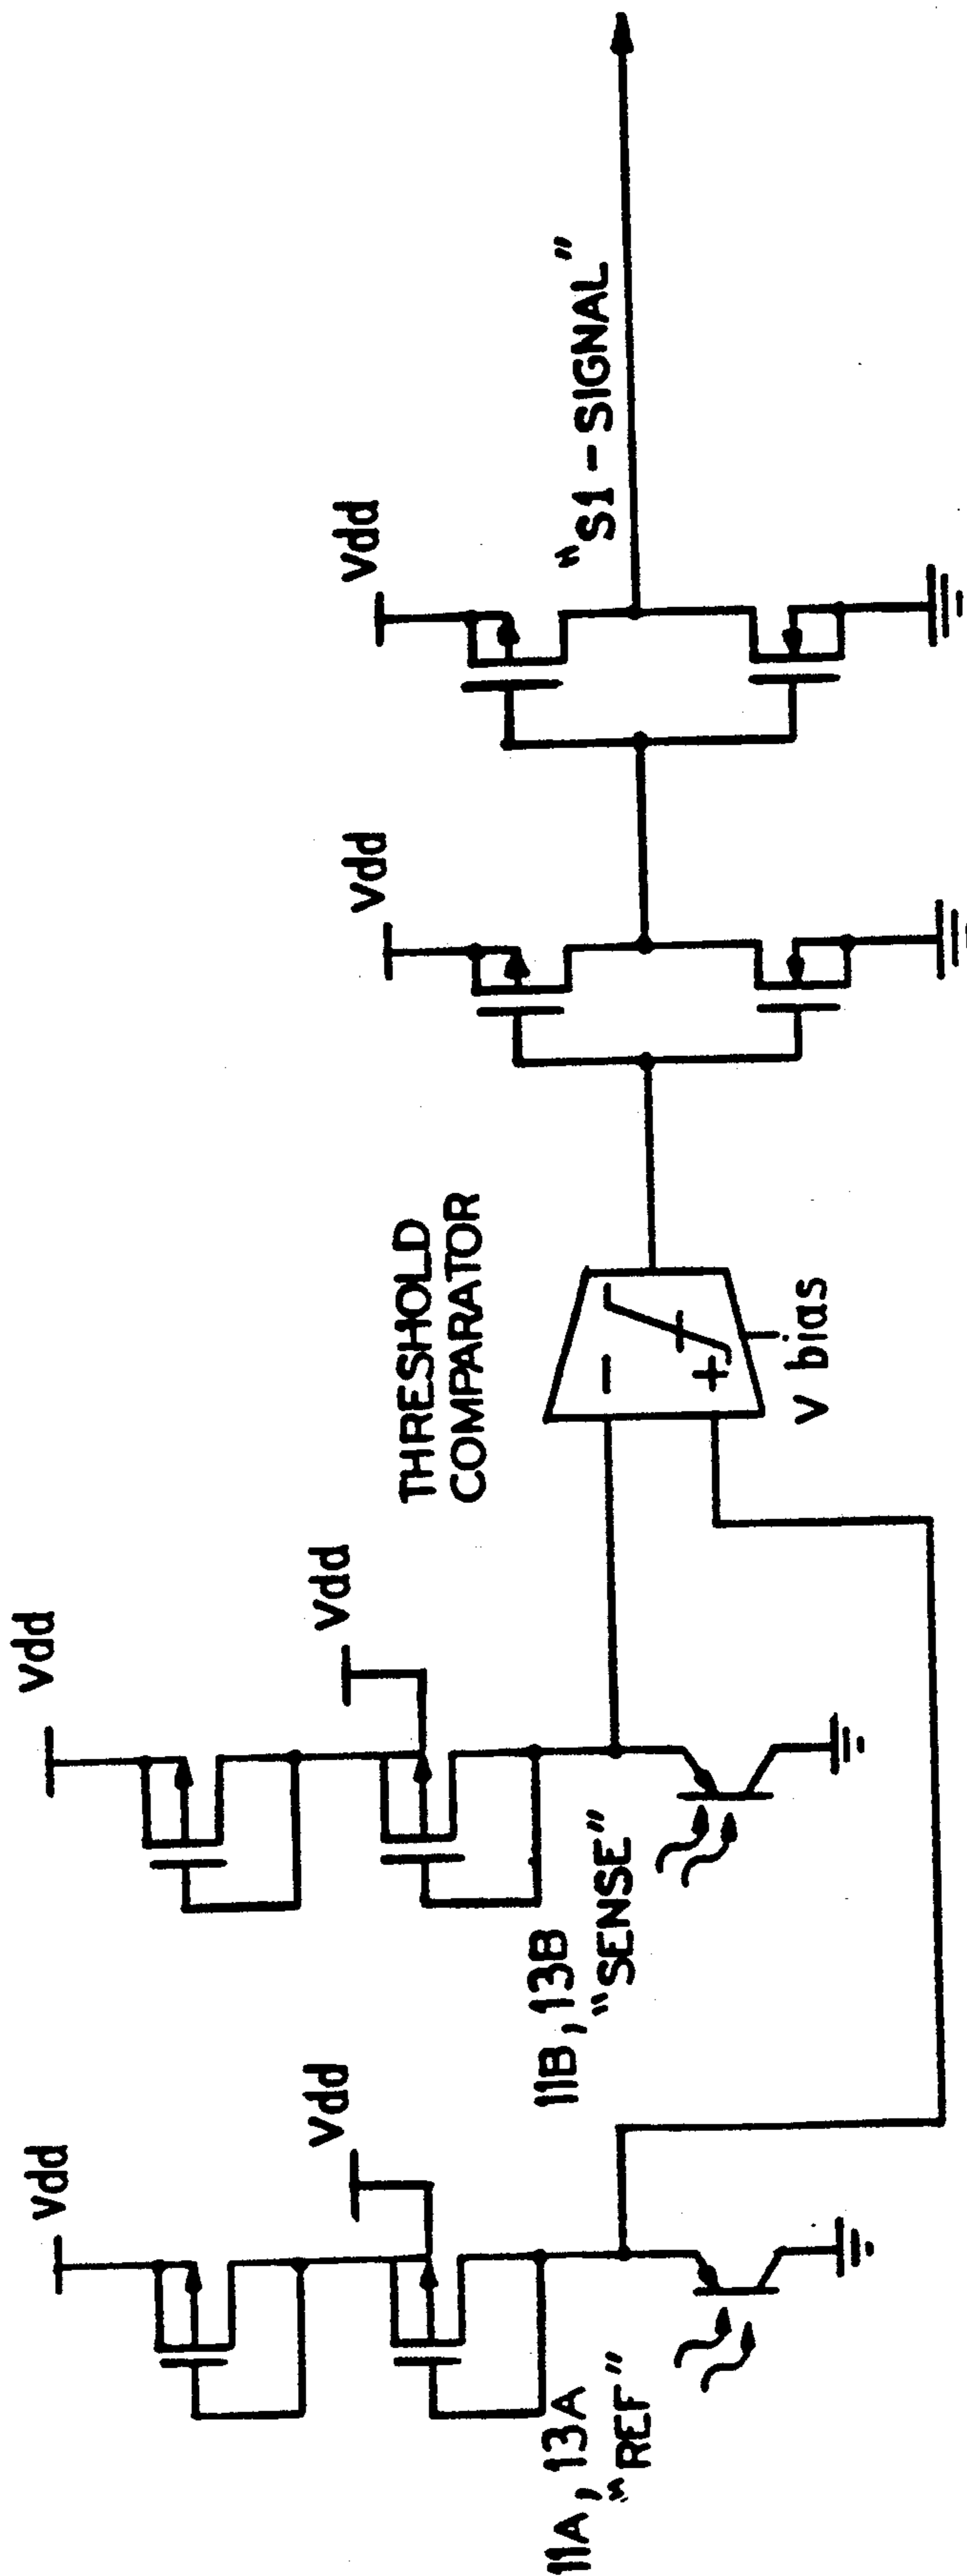 Vdd
Vdd
11A, 13A
"REF"
Vdd
Vdd
11B, 13B
"SENSE"
THRESHOLD
COMPARATOR
−
+
V bias
Vdd
Vdd
"S1 - SIGNAL"